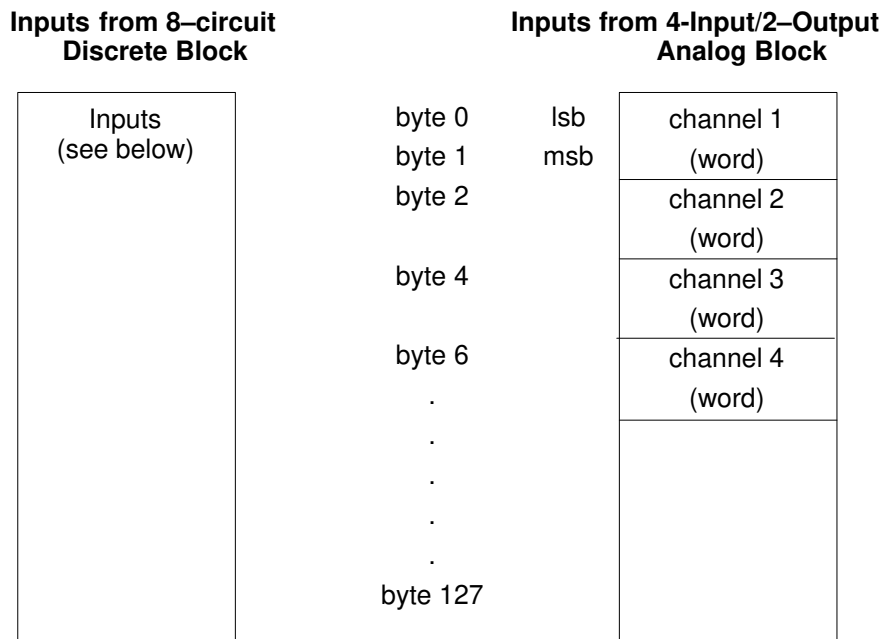 Inputs from 8–circuit
Discrete Block
Inputs from 4-Input/2–Output
Analog Block
Inputs
(see below)
byte 0
lsb
channel 1
byte 1
msb
(word)
byte 2
channel 2
(word)
byte 4
channel 3
(word)
byte 6
channel 4
.
(word)
.
.
.
.
byte 127